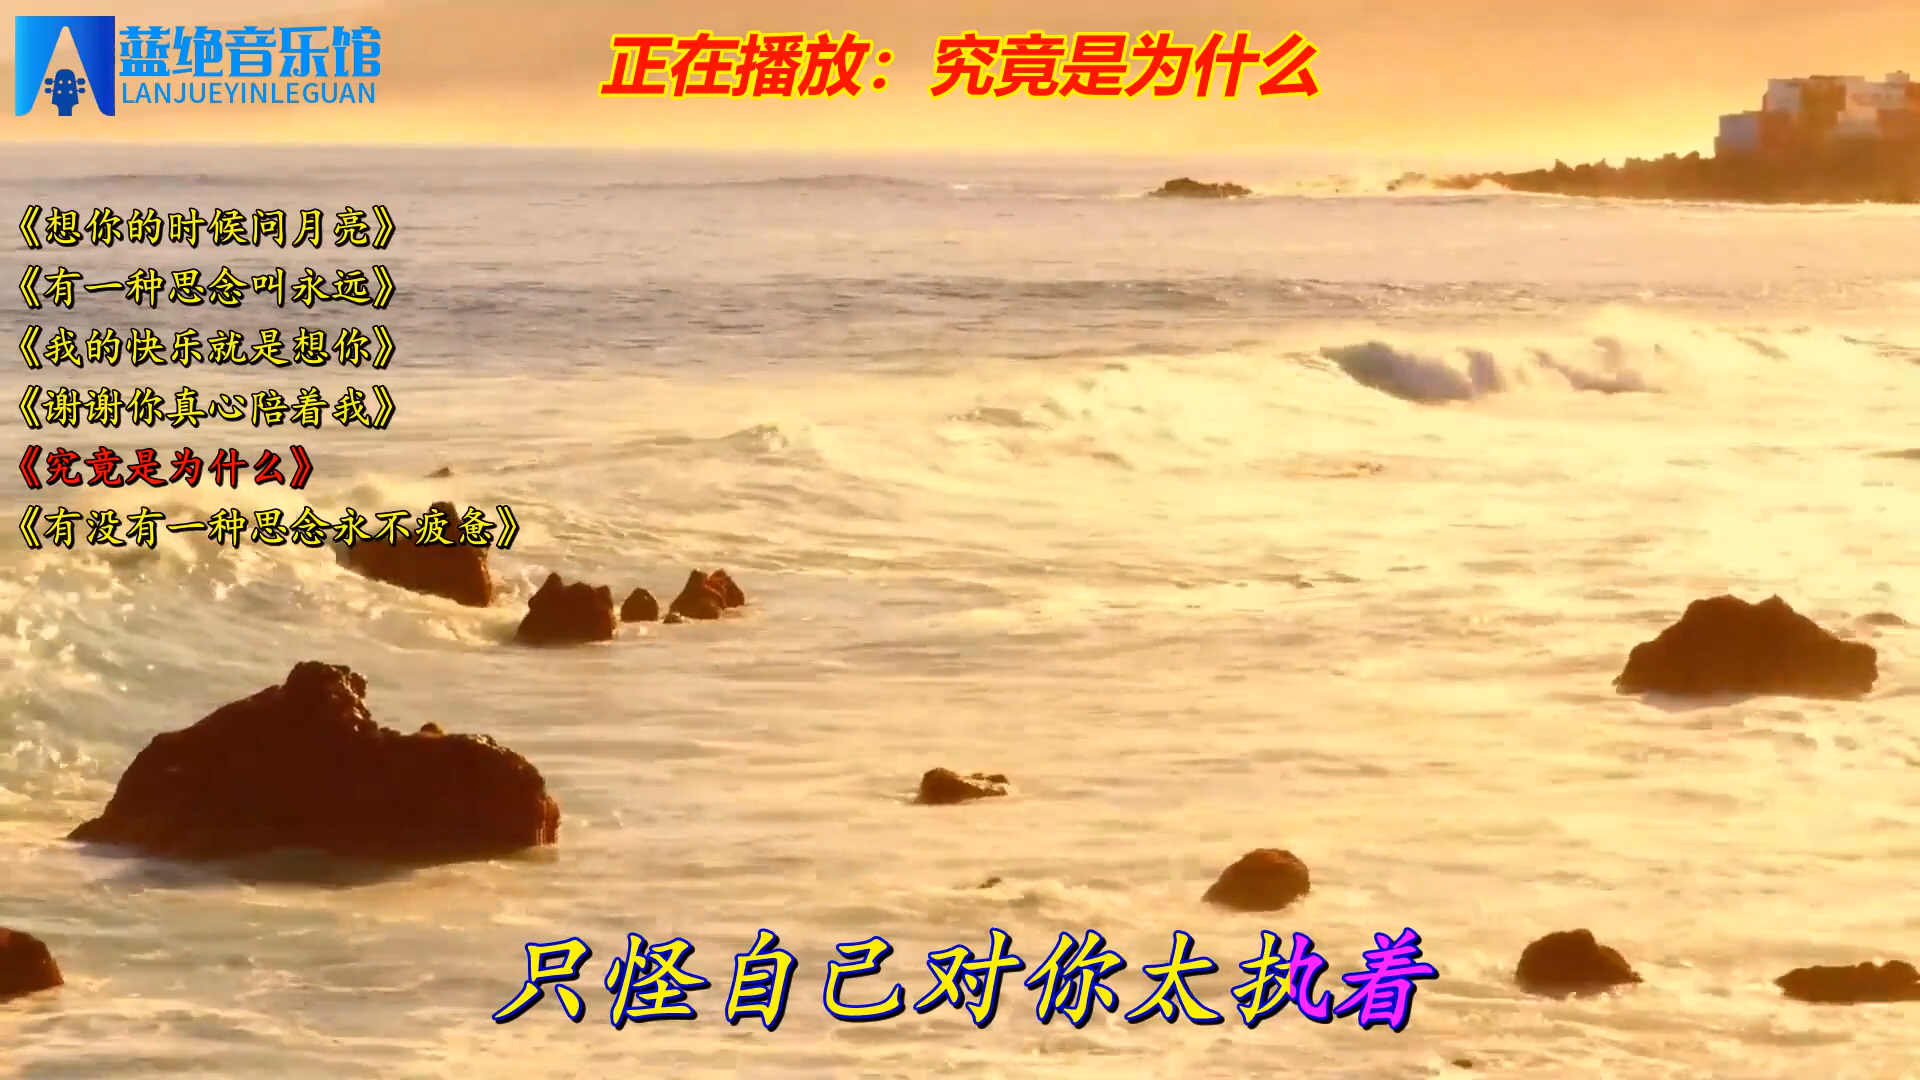 蓝绝音乐馆
LANJUEYINLEGUAN
正在播放：究竟是为什么
《想你的时候问月亮》
《有一种思念叫永远》
《我的快乐就是想你》
《谢谢你真心陪着我》
《究竟是为什么》
《有没有一种思念永不疲惫》
只怪自己对你太执着